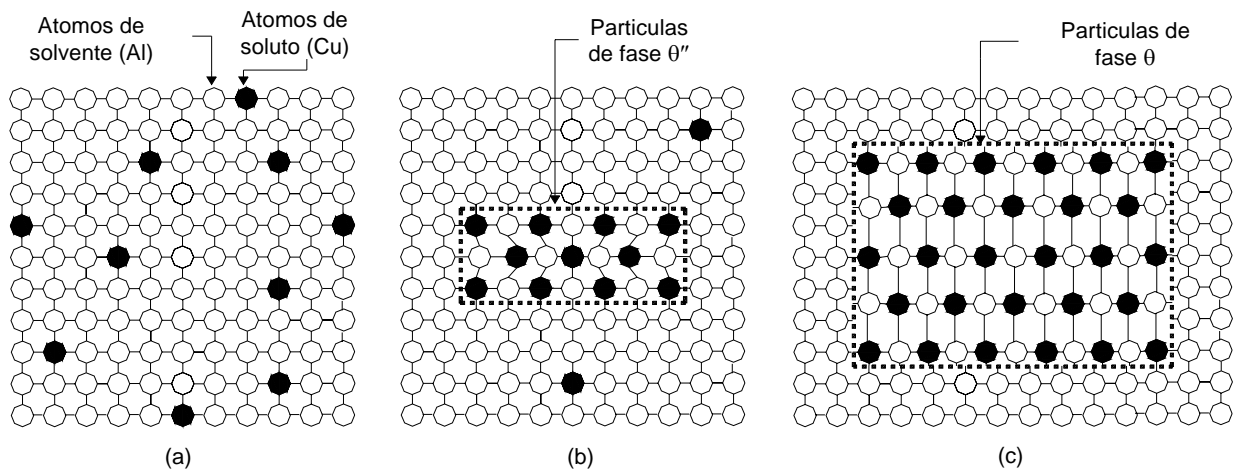 Atomos de
solvente (Al)
Atomos de
soluto (Cu)
Particulas
de fase θ″
Particulas de
fase θ
(a)
(b)
(c)